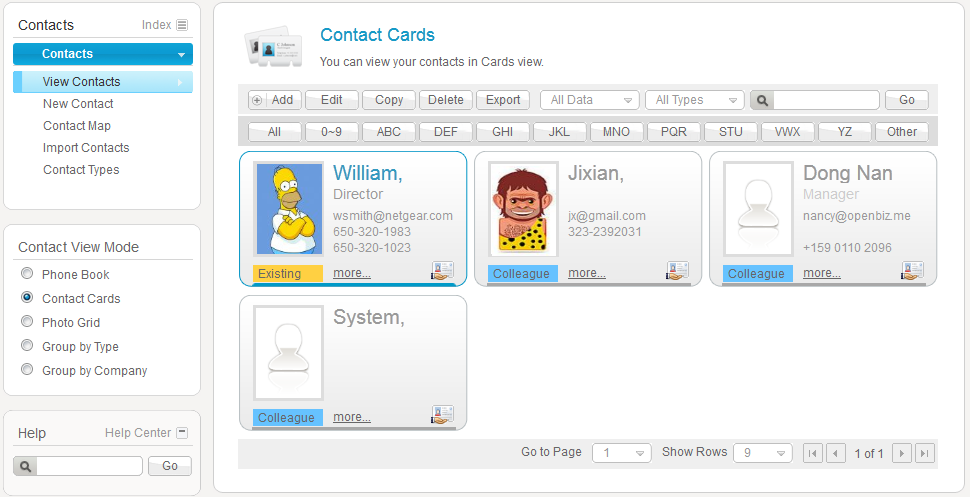 Contacts
Index
Contacts
View Contacts
New Contact
Contact Map
Import Contacts
Contact Types
Contact View Mode
Phone Book
Contact Cards
Photo Grid
Group by Type
Group by Company
Help
Help Center
Go
Contact Cards
You can view your contacts in Cards view.
Add Edit Copy Delete Export All Data All Types Go
All 0~9 ABC DEF GHI JKL MNO PQR STU VWX YZ Other
William,
Director
wsmith@netgear.com
650-320-1983
650-320-1023
Existing
more...
Jixian,
jx@gmail.com
323-2392031
Colleague
more...
Dong Nan
Manager
nancy@openbiz.me
+159 0110 2096
Colleague
more...
System,
Colleague
more...
Go to Page 1 Show Rows 9 1 of 1